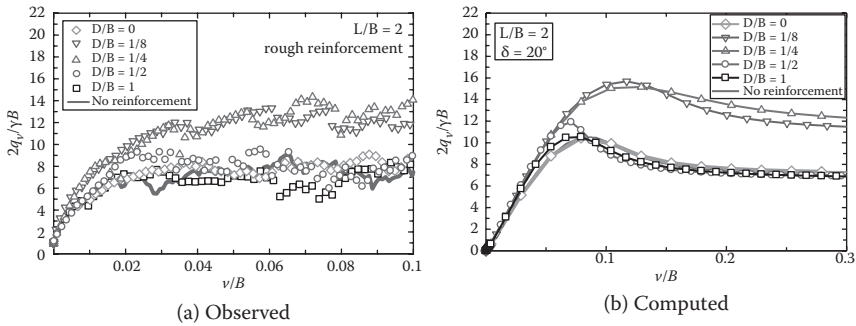 22
20
18
16
14
12
10
8
6
4
2
0
2qᵥ/γB
D/B = 0
D/B = 1/8
D/B = 1/4
D/B = 1/2
D/B = 1
No reinforcement
L/B = 2
rough reinforcement
0.02 0.04 0.06 0.08 0.1
v/B
(a) Observed
22
20
18
16
14
12
10
8
6
4
2
0
2qᵥ/γB
L/B = 2
δ = 20°
D/B = 0
D/B = 1/8
D/B = 1/4
D/B = 1/2
D/B = 1
No reinforcement
0.1 0.2 0.3
v/B
(b) Computed